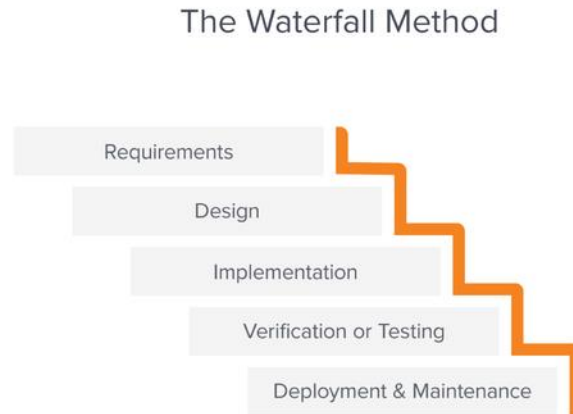 The Waterfall Method
Requirements
Design
Implementation
Verification or Testing
Deployment & Maintenance